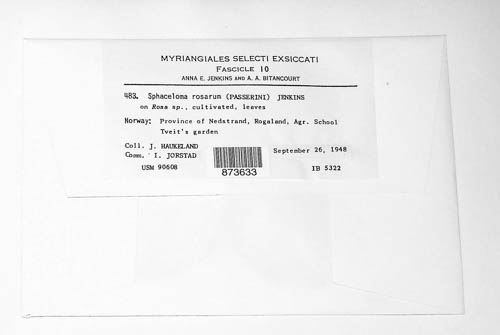 MYRIANGIALES SELECTI EXSICCATI
FASCICLE 10
ANNA E. JENKINS AND A. A. BITANCOURT
483. Sphaceloma rosarum (PASSERINI) JENKINS
on Rosa sp., cultivated, leaves
Norway: Province of Nedstrand, Rogaland, Agr. School
Tveit's garden
Coll. J. HAUKELAND
Comm. I. JORSTAD
September 26, 1948
USM 90608
873633
IB 5322